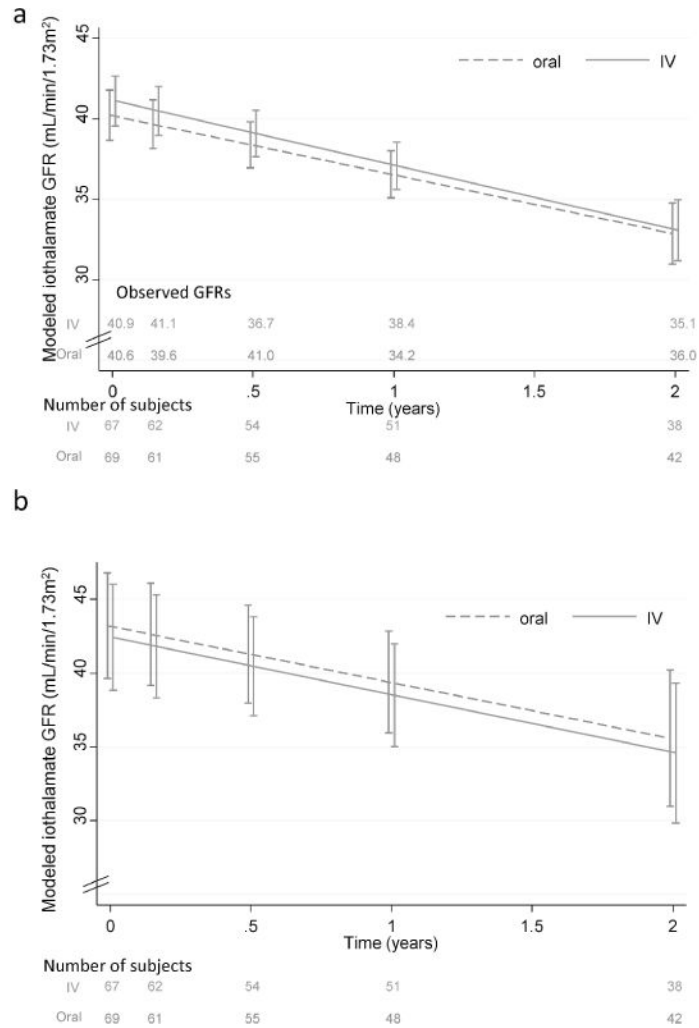 a
Modeled iothalamate GFR (mL/min/1.73m²)
45
40
35
30
oral IV
Observed GFRs
IV 40.9 41.1 36.7 38.4 35.1
Oral 40.6 39.6 41.0 34.2 36.0
0 .5 1 1.5 2
Time (years)
Number of subjects
IV 67 62 54 51 38
Oral 69 61 55 48 42
b
Modeled iothalamate GFR (mL/min/1.73m²)
45
40
35
30
oral IV
0 .5 1 1.5 2
Time (years)
Number of subjects
IV 67 62 54 51 38
Oral 69 61 55 48 42